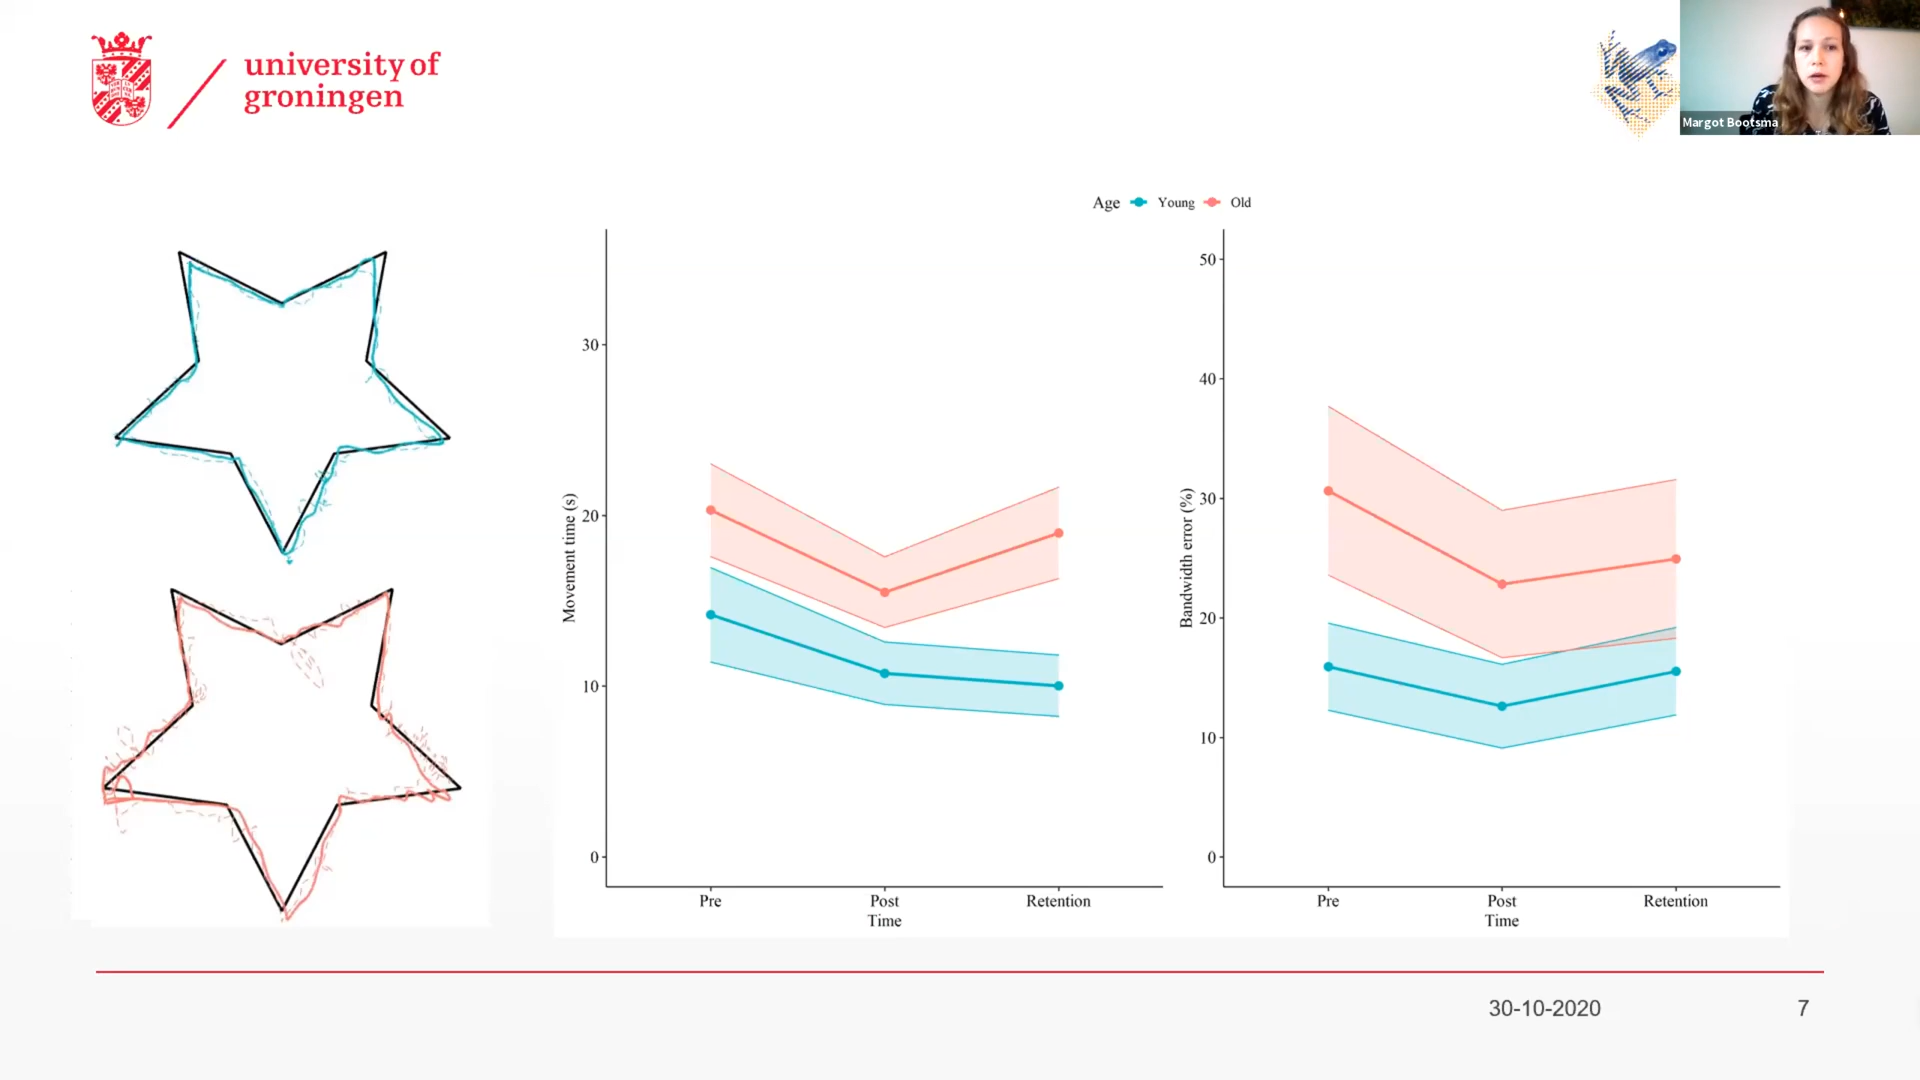 university of
groningen
Margot Bootsma
Age Young Old
Movement time (s)
30
20
10
0
Pre Post Retention
Time
Bandwidth error (%)
50
40
30
20
10
0
Pre Post Retention
Time
30-10-2020 7